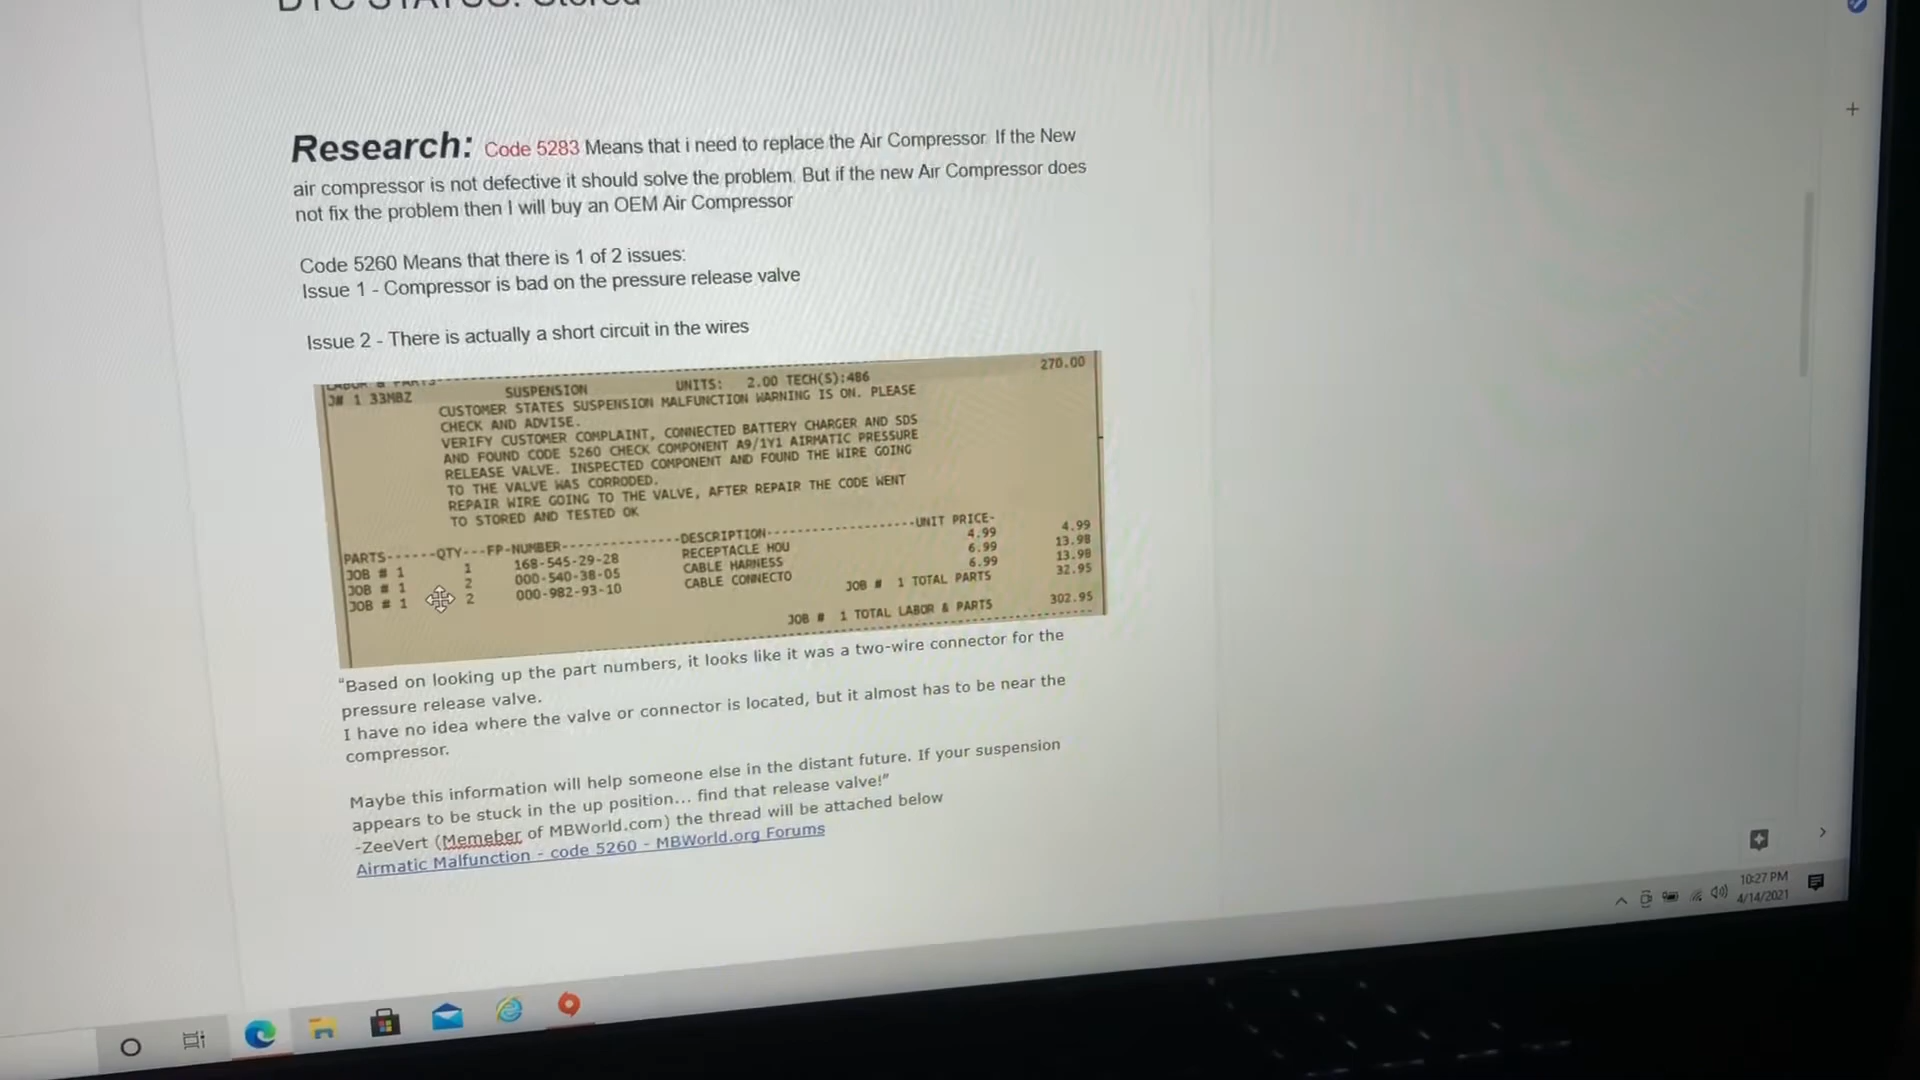 DTC STATUS: Stored
Research: Code 5283 Means that i need to replace the Air Compressor. If the New
air compressor is not defective it should solve the problem. But if the new Air Compressor does
not fix the problem then I will buy an OEM Air Compressor
Code 5260 Means that there is 1 of 2 issues:
Issue 1 - Compressor is bad on the pressure release valve
Issue 2 - There is actually a short circuit in the wires
LABOR & PARTS
J# 1 33MBZ SUSPENSION UNITS: 2.00 TECH(S):486 270.00
CUSTOMER STATES SUSPENSION MALFUNCTION WARNING IS ON. PLEASE
CHECK AND ADVISE.
VERIFY CUSTOMER COMPLAINT, CONNECTED BATTERY CHARGER AND SDS
AND FOUND CODE 5260 CHECK COMPONENT A9/1Y1 AIRMATIC PRESSURE
RELEASE VALVE. INSPECTED COMPONENT AND FOUND THE WIRE GOING
TO THE VALVE WAS CORRODED.
REPAIR WIRE GOING TO THE VALVE, AFTER REPAIR THE CODE WENT
TO STORED AND TESTED OK
PARTS------QTY---FP-NUMBER---------------DESCRIPTION--------------------UNIT PRICE-
JOB # 1 1 168-545-29-28 RECEPTACLE HOU 4.99 4.99
JOB # 1 2 000-540-38-05 CABLE HARNESS 6.99 13.98
JOB # 1 2 000-982-93-10 CABLE CONNECTO 6.99 13.98
JOB # 1 TOTAL PARTS 32.95
JOB # 1 TOTAL LABOR & PARTS 302.95
"Based on looking up the part numbers, it looks like it was a two-wire connector for the
pressure release valve.
I have no idea where the valve or connector is located, but it almost has to be near the
compressor.
Maybe this information will help someone else in the distant future. If your suspension
appears to be stuck in the up position... find that release valve!"
-ZeeVert (Memeber of MBWorld.com) the thread will be attached below
Airmatic Malfunction - code 5260 - MBWorld.org Forums
10:27 PM
4/14/2021